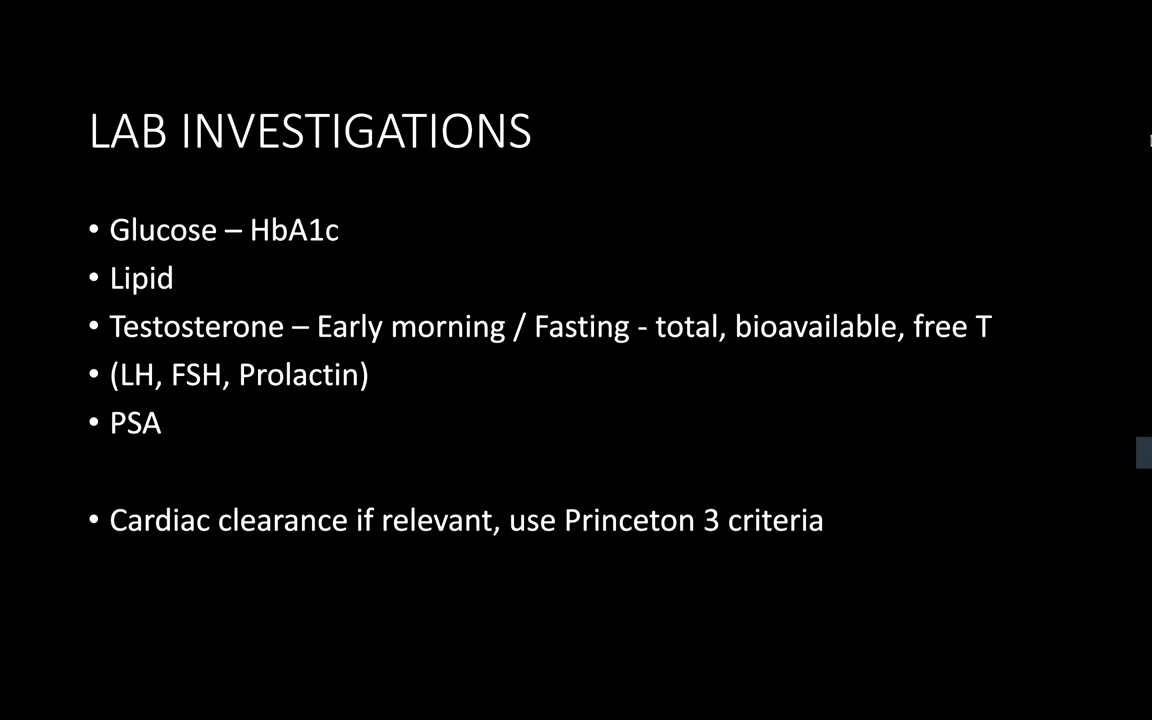 LAB INVESTIGATIONS
• Glucose – HbA1c
• Lipid
• Testosterone – Early morning / Fasting - total, bioavailable, free T
• (LH, FSH, Prolactin)
• PSA
• Cardiac clearance if relevant, use Princeton 3 criteria